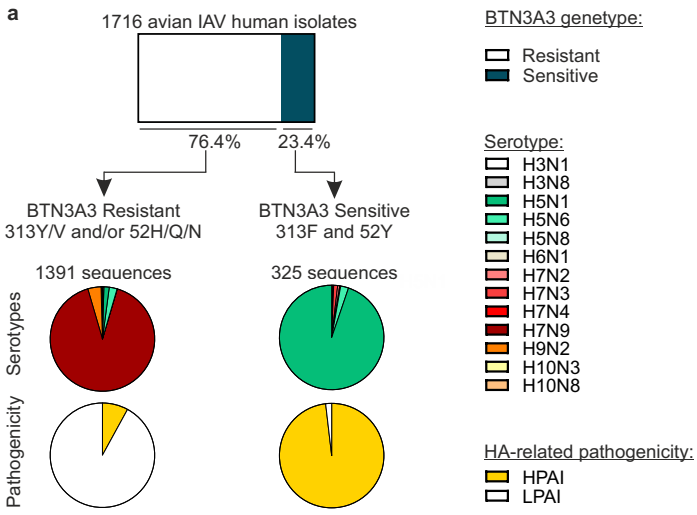 a
1716 avian IAV human isolates
76.4%
23.4%
BTN3A3 Resistant
313Y/V and/or 52H/Q/N
BTN3A3 Sensitive
313F and 52Y
1391 sequences
325 sequences
Serotypes
Pathogenicity
BTN3A3 genotype:
Resistant
Sensitive
Serotype:
H3N1
H3N8
H5N1
H5N6
H5N8
H6N1
H7N2
H7N3
H7N4
H7N9
H9N2
H10N3
H10N8
HA-related pathogenicity:
HPAI
LPAI